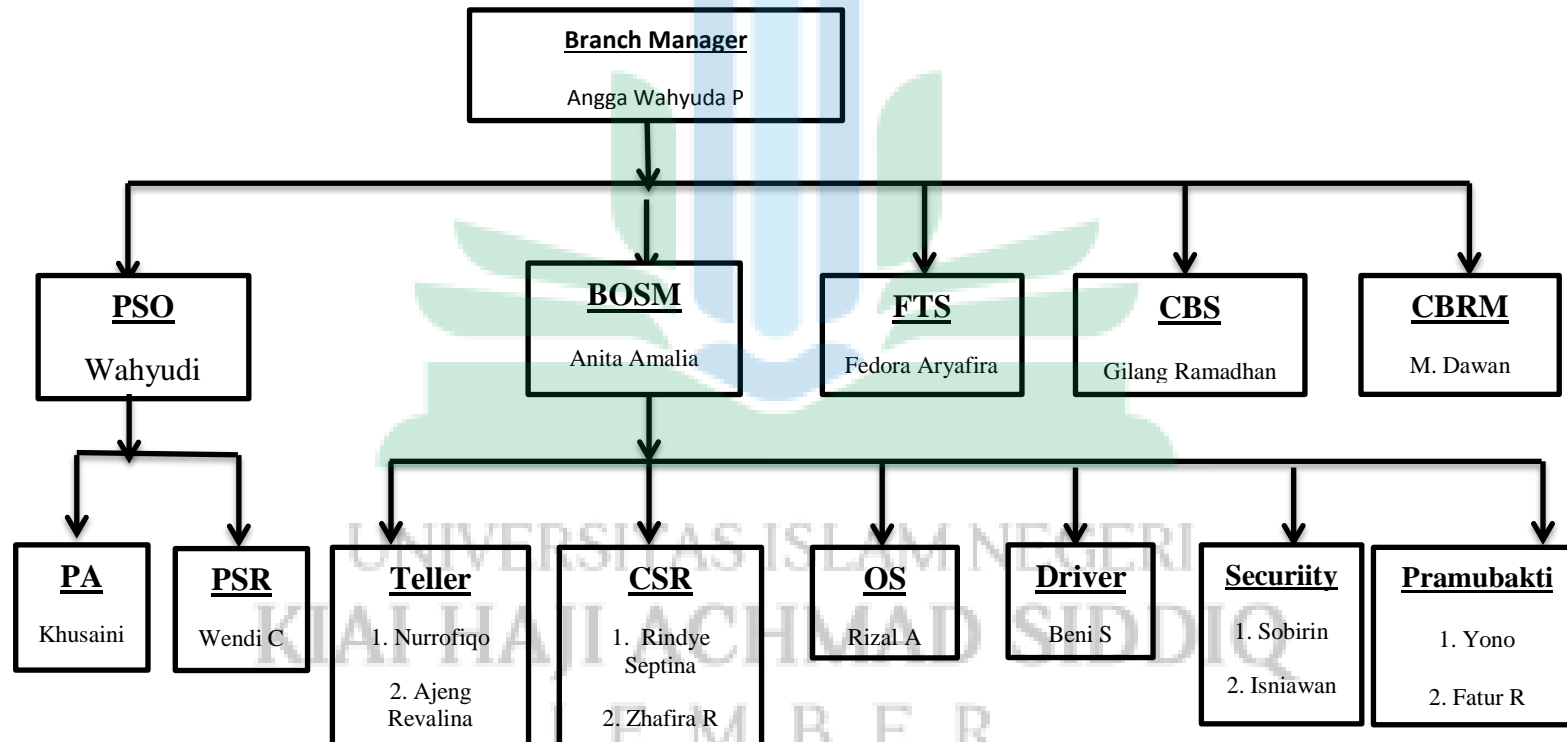 Branch Manager
Angga Wahyuda P
PSO
Wahyudi
BOSM
Anita Amalia
FTS
Fedora Aryafira
CBS
Gilang Ramadhan
CBRM
M. Dawan
PA
Khusaini
PSR
Wendi C
Teller
1. Nurrofiqo
2. Ajeng
Revalina
CSR
1. Rindye
Septina
2. Zhafira R
OS
Rizal A
Driver
Beni S
Securiity
1. Sobirin
2. Isniawan
Pramubakti
1. Yono
2. Fatur R
UNIVERSITAS ISLAM NEGERI
KIAI HAJI ACHMAD SIDDIQ
JEMBER